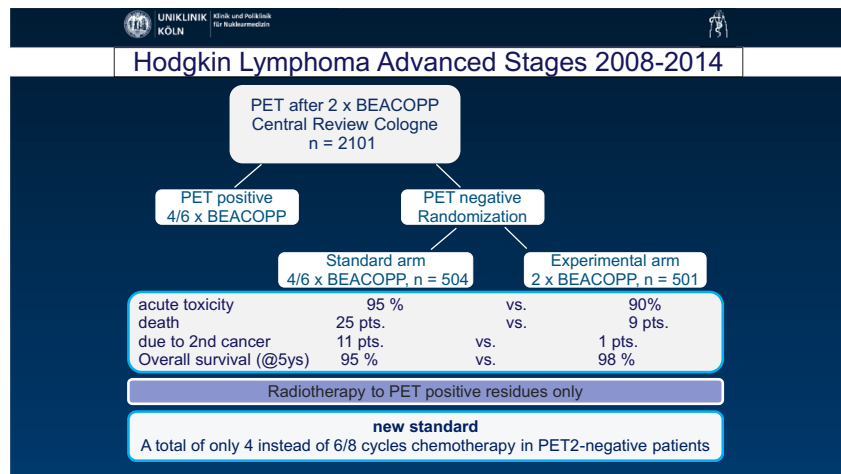 UNIKLINIK
KÖLN
Klinik und Poliklinik
für Nuklearmedizin
Hodgkin Lymphoma Advanced Stages 2008-2014
PET after 2 x BEACOPP
Central Review Cologne
n = 2101
PET positive
4/6 x BEACOPP
PET negative
Randomization
Standard arm
4/6 x BEACOPP, n = 504
Experimental arm
2 x BEACOPP, n = 501
acute toxicity 95 % vs. 90%
death 25 pts. vs. 9 pts.
due to 2nd cancer 11 pts. vs. 1 pts.
Overall survival (@5ys) 95 % vs. 98 %
Radiotherapy to PET positive residues only
new standard
A total of only 4 instead of 6/8 cycles chemotherapy in PET2-negative patients